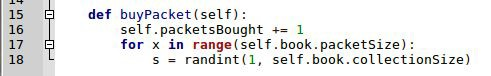 15 def buyPacket(self):
16 self.packetsBought += 1
17 for x in range(self.book.packetSize):
18 s = randint(1, self.book.collectionSize)